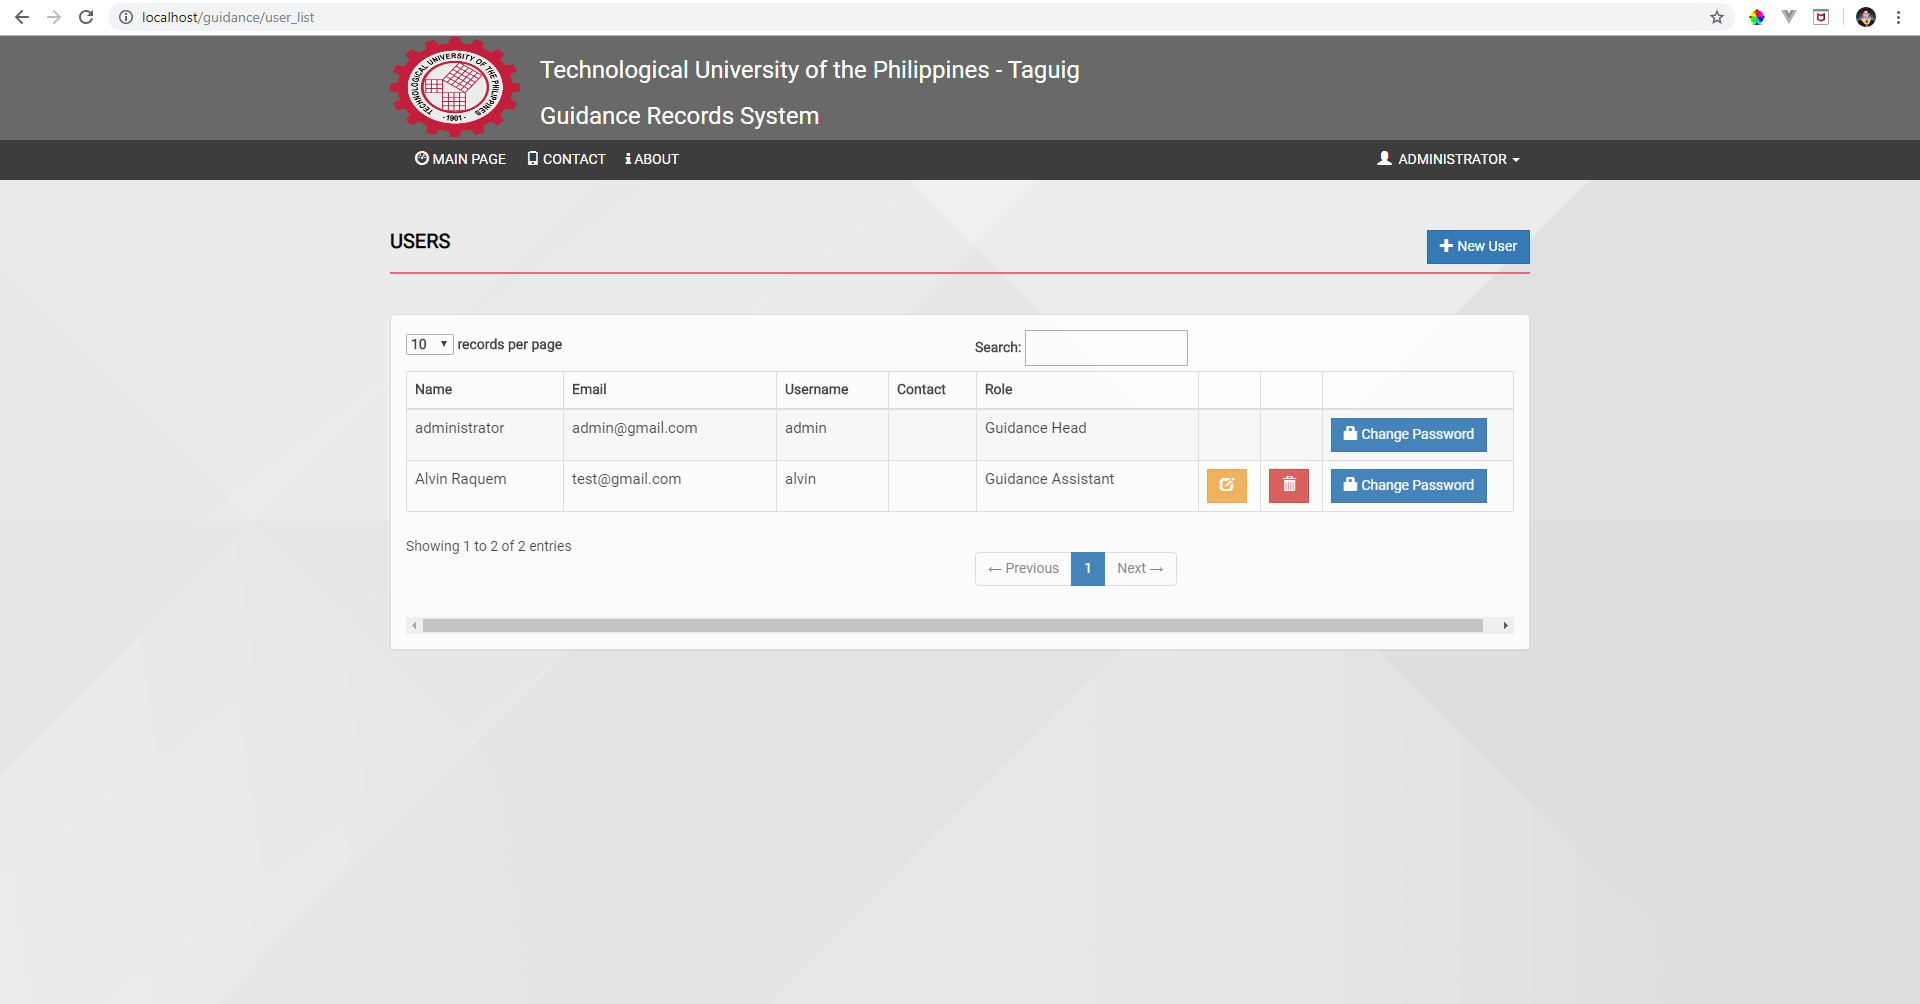 localhost/guidance/user_list
TECHNOLOGICAL UNIVERSITY OF THE PHILIPPINES
- 1901 -
Technological University of the Philippines - Taguig
Guidance Records System
MAIN PAGE CONTACT ABOUT ADMINISTRATOR
USERS New User
10 records per page Search:
Name Email Username Contact Role
administrator admin@gmail.com admin Guidance Head Change Password
Alvin Raquem test@gmail.com alvin Guidance Assistant Change Password
Showing 1 to 2 of 2 entries
← Previous 1 Next →